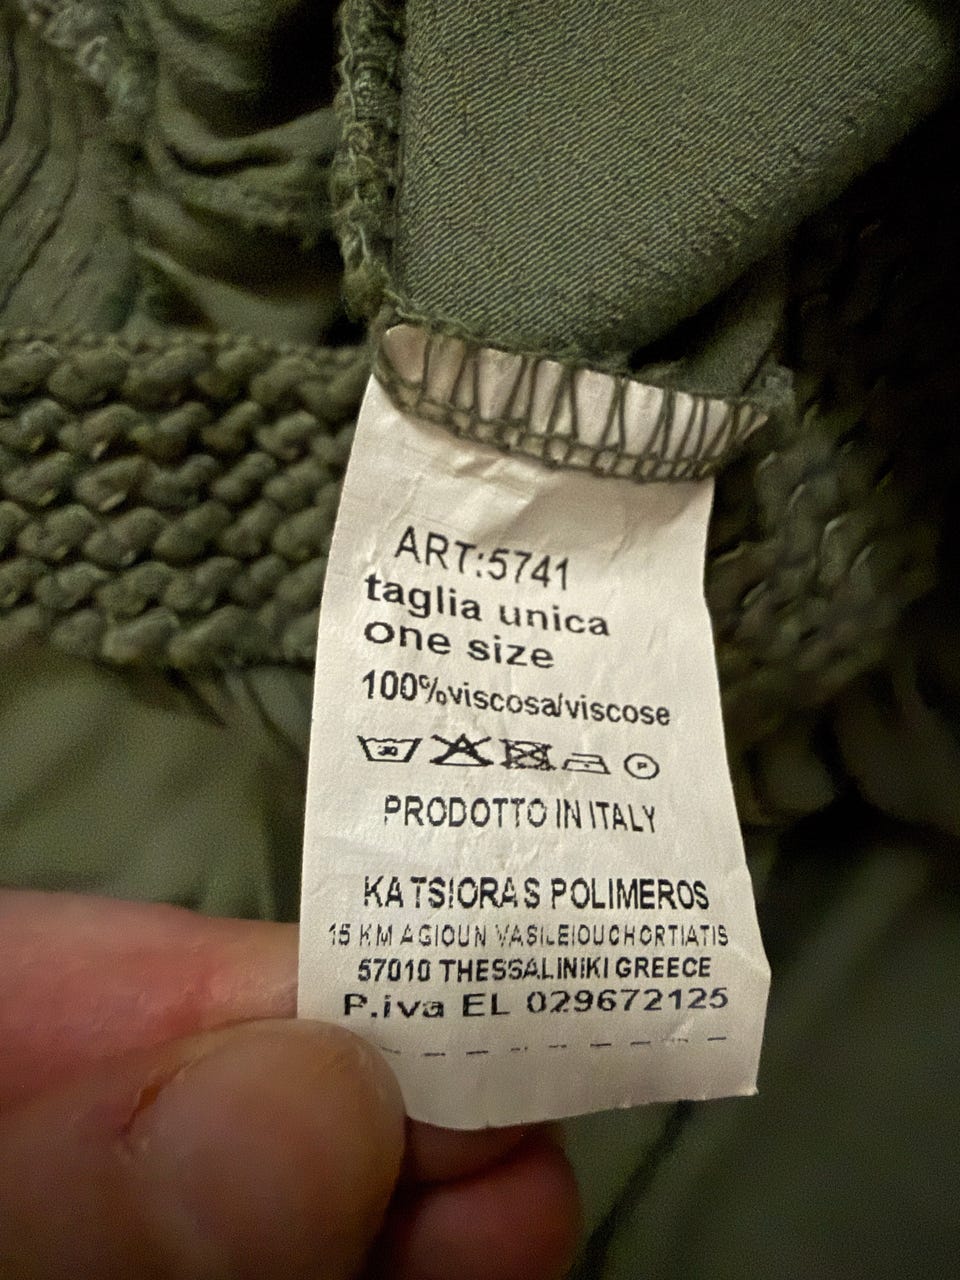 ART:5741
taglia unica
One size
100%viscosa/viscose
30 P
PRODOTTO IN ITALY
KATSIORAS POLIMEROS
15 KM AGIOUN VASILEIOUCHORTIATIS
57010 THESSALINIKI GREECE
P.iva EL 029672125